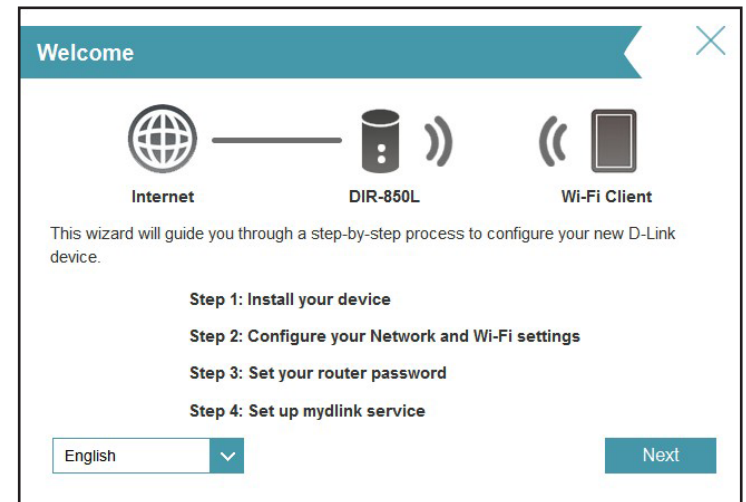 Welcome
Internet
DIR-850L
Wi-Fi Client
This wizard will guide you through a step-by-step process to configure your new D-Link
device.
Step 1: Install your device
Step 2: Configure your Network and Wi-Fi settings
Step 3: Set your router password
Step 4: Set up mydlink service
English
Next